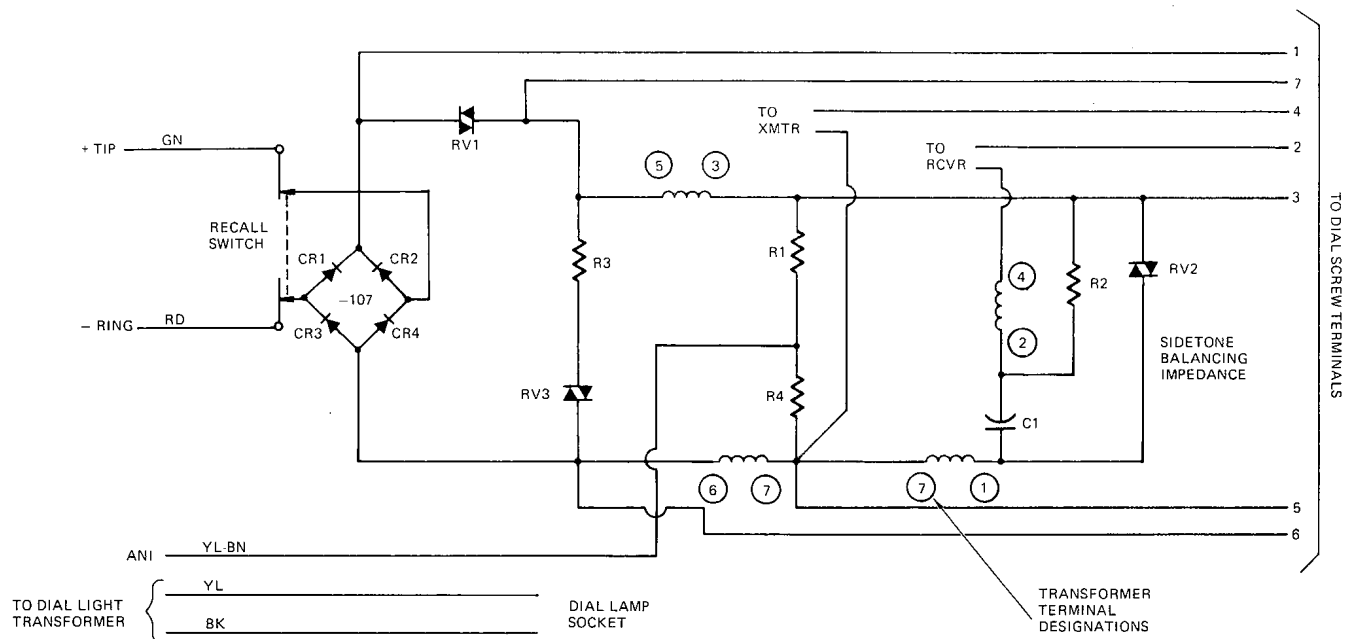 1
7
TO
XMTR
4
TO
RCVR
2
+ TIP
GN
RV1
5
3
3
RECALL
SWITCH
CR1
CR2
R3
R1
4
R2
RV2
–107
– RING
RD
CR3
CR4
2
SIDETONE
BALANCING
IMPEDANCE
RV3
R4
C1
TO DIAL SCREW TERMINALS
6
7
7
1
5
6
ANI
YL-BN
TO DIAL LIGHT
TRANSFORMER
YL
BK
DIAL LAMP
SOCKET
TRANSFORMER
TERMINAL
DESIGNATIONS